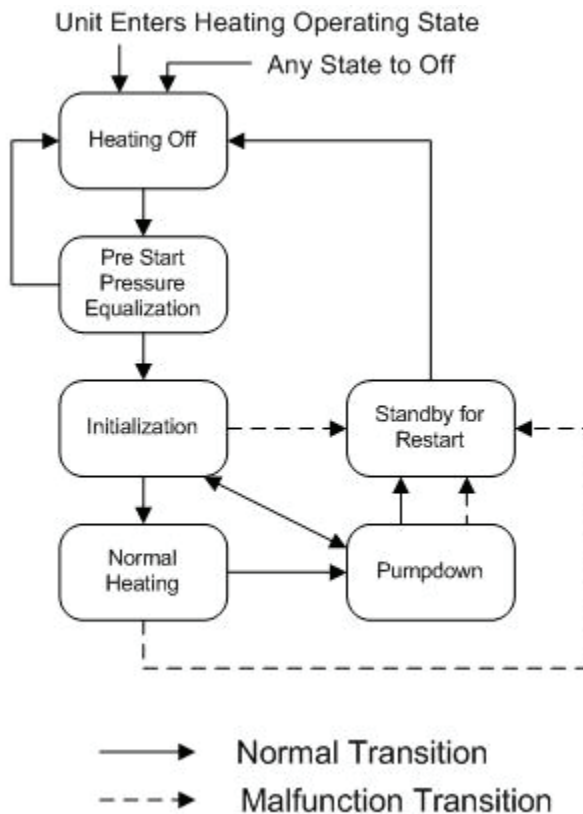 Unit Enters Heating Operating State
Any State to Off
Heating Off
Pre Start
Pressure
Equalization
Initialization
Standby for
Restart
Normal
Heating
Pumpdown
Normal Transition
Malfunction Transition